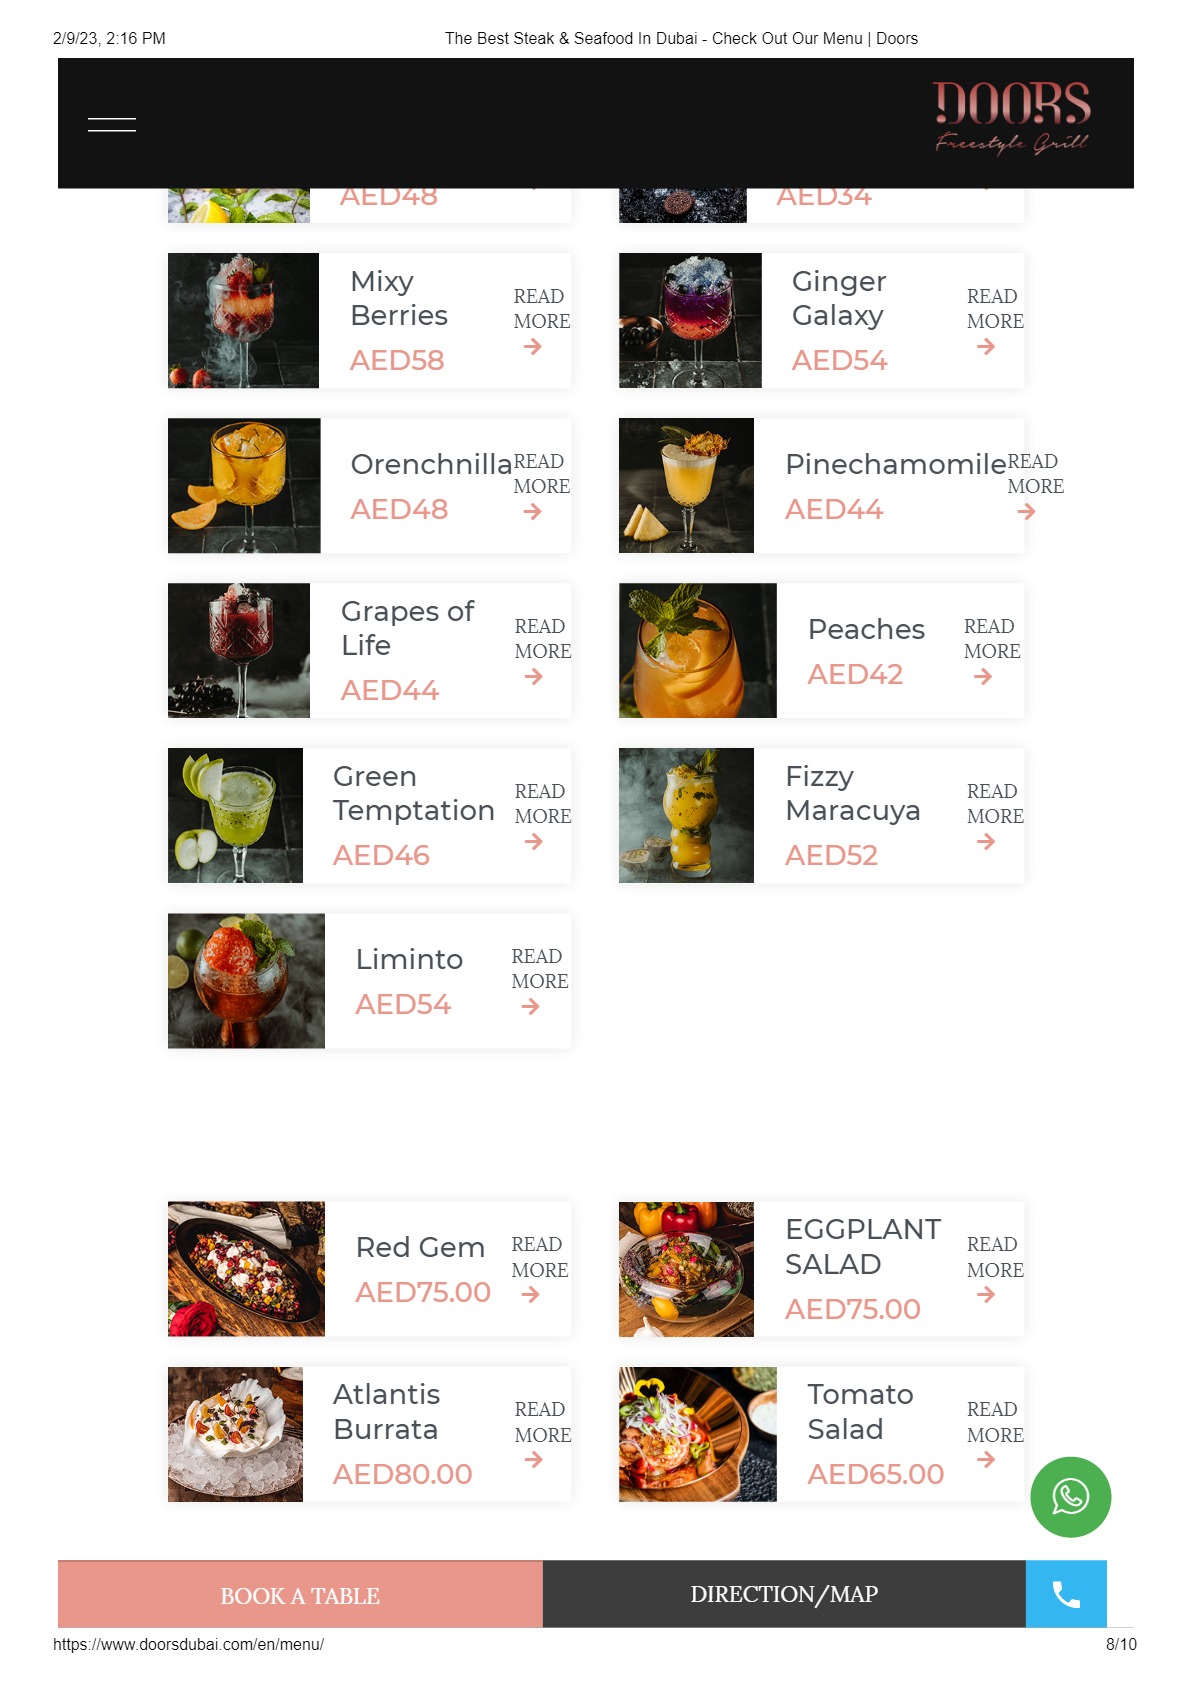 2/9/23, 2:16 PM
The Best Steak & Seafood In Dubai - Check Out Our Menu | Doors
DOORS
Freestyle Grill
AED48
AED34
Mixy
Berries
AED58
READ
MORE
Ginger
Galaxy
AED54
READ
MORE
Orenchnilla
AED48
READ
MORE
Pinechamomile
AED44
READ
MORE
Grapes of
Life
AED44
READ
MORE
Peaches
AED42
READ
MORE
Green
Temptation
AED46
READ
MORE
Fizzy
Maracuya
AED52
READ
MORE
Liminto
AED54
READ
MORE
Red Gem
AED75.00
READ
MORE
EGGPLANT
SALAD
AED75.00
READ
MORE
Atlantis
Burrata
AED80.00
READ
MORE
Tomato
Salad
AED65.00
READ
MORE
BOOK A TABLE
DIRECTION/MAP
https://www.doorsdubai.com/en/menu/
8/10